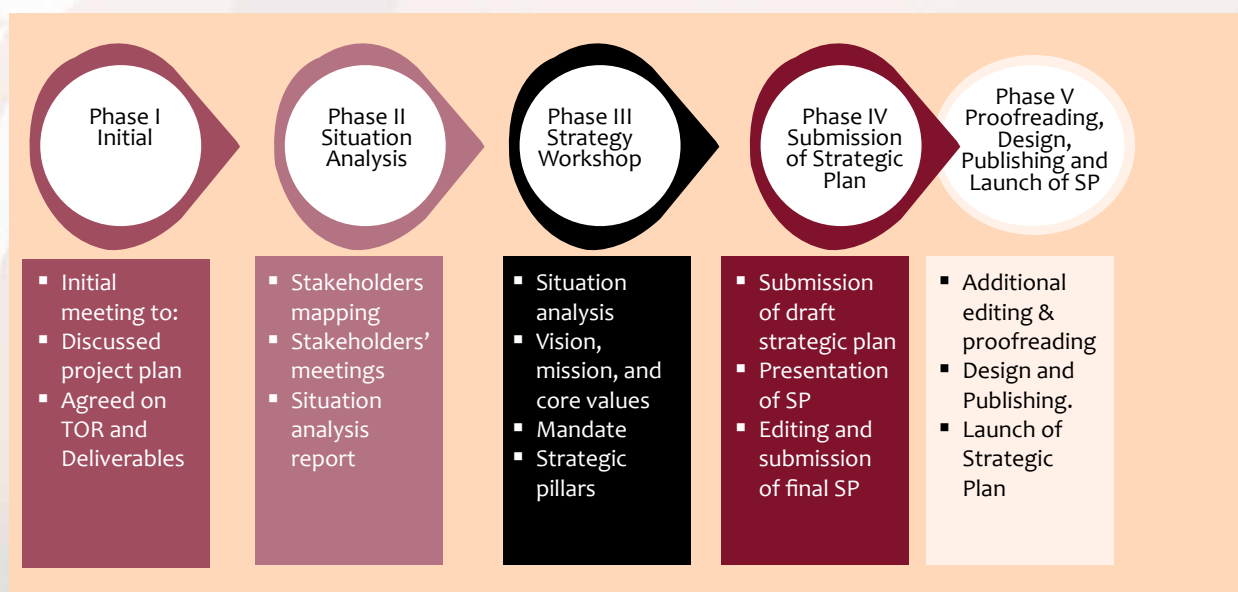 Phase I
Initial
Phase II
Situation
Analysis
Phase III
Strategy
Workshop
Phase IV
Submission
of Strategic
Plan
Phase V
Proofreading,
Design,
Publishing and
Launch of SP
▪ Initial
meeting to:
▪ Discussed
project plan
▪ Agreed on
TOR and
Deliverables
▪ Stakeholders
mapping
▪ Stakeholders’
meetings
▪ Situation
analysis
report
▪ Situation
analysis
▪ Vision,
mission, and
core values
▪ Mandate
▪ Strategic
pillars
▪ Submission
of draft
strategic plan
▪ Presentation
of SP
▪ Editing and
submission
of final SP
▪ Additional
editing &
proofreading
▪ Design and
Publishing.
▪ Launch of
Strategic
Plan